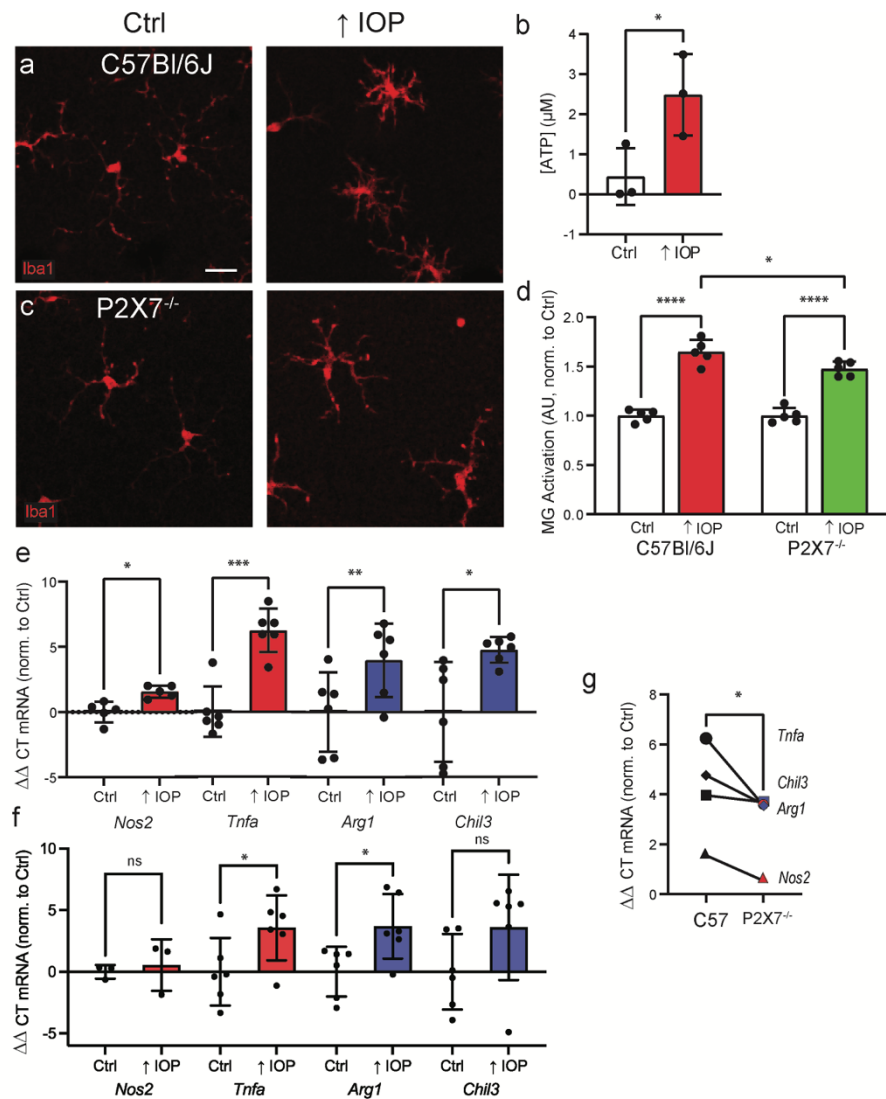 Ctrl
↑ IOP
a
C57Bl/6J
Iba1
b
*
[ATP] (µM)
4
3
2
1
0
-1
Ctrl
↑ IOP
c
P2X7-/-
Iba1
d
*
****
****
MG Activation (AU, norm. to Ctrl)
2.0
1.5
1.0
0.5
0.0
Ctrl
↑ IOP
Ctrl
↑ IOP
C57Bl/6J
P2X7-/-
e
*
***
**
*
ΔΔ CT mRNA (norm. to Ctrl)
10
5
0
-5
Ctrl
↑ IOP
Ctrl
↑ IOP
Ctrl
↑ IOP
Ctrl
↑ IOP
Nos2
Tnfa
Arg1
Chil3
f
ns
*
*
ns
ΔΔ CT mRNA (norm. to Ctrl)
10
5
0
-5
Ctrl
↑ IOP
Ctrl
↑ IOP
Ctrl
↑ IOP
Ctrl
↑ IOP
Nos2
Tnfa
Arg1
Chil3
g
*
ΔΔ CT mRNA (norm. to Ctrl)
8
6
4
2
0
Tnfa
Chil3
Arg1
Nos2
C57
P2X7-/-